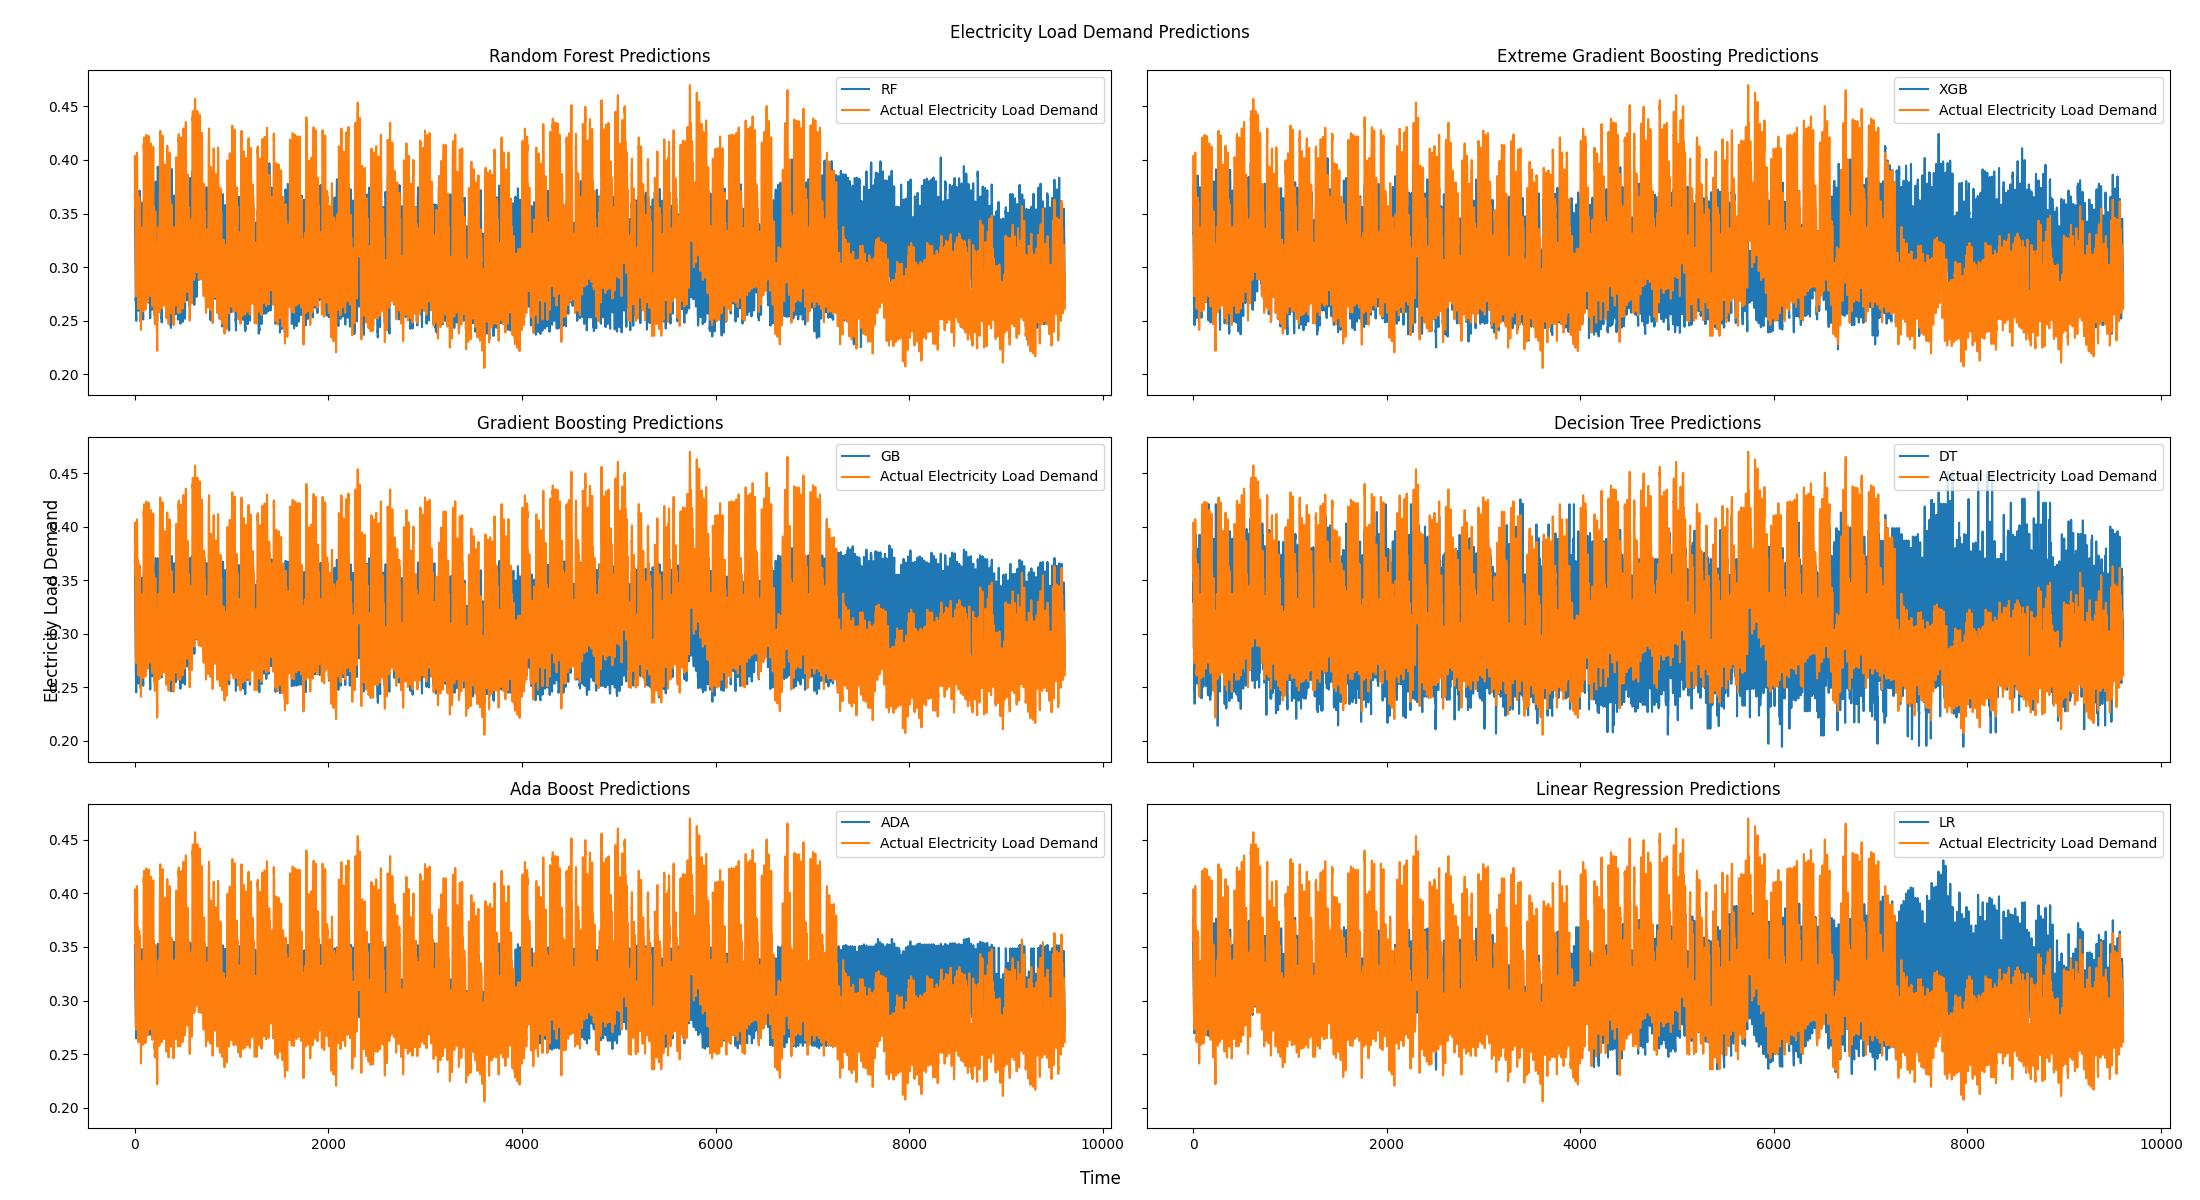 Electricity Load Demand Predictions
Random Forest Predictions
RF
Actual Electricity Load Demand
0.45
0.40
0.35
0.30
0.25
0.20
Extreme Gradient Boosting Predictions
XGB
Actual Electricity Load Demand
Gradient Boosting Predictions
GB
Actual Electricity Load Demand
0.45
0.40
0.35
0.30
0.25
0.20
Electricity Load Demand
Decision Tree Predictions
DT
Actual Electricity Load Demand
Ada Boost Predictions
ADA
Actual Electricity Load Demand
0.45
0.40
0.35
0.30
0.25
0.20
0 2000 4000 6000 8000 10000
Linear Regression Predictions
LR
Actual Electricity Load Demand
0 2000 4000 6000 8000 10000
Time